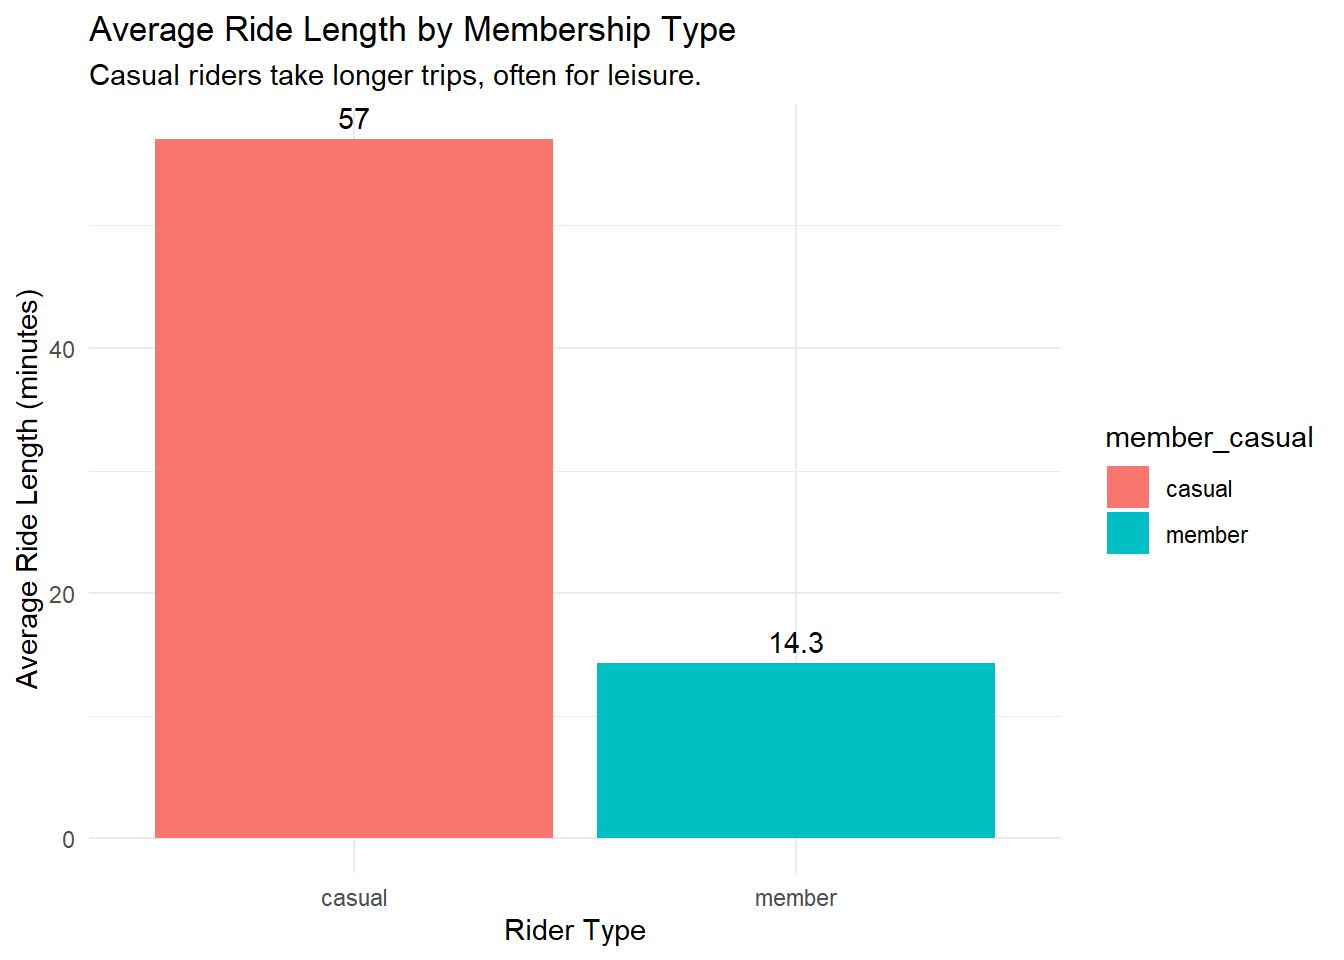 Average Ride Length by Membership Type
Casual riders take longer trips, often for leisure.
57
14.3
Average Ride Length (minutes)
40
20
0
casual
member
Rider Type
member_casual
casual
member